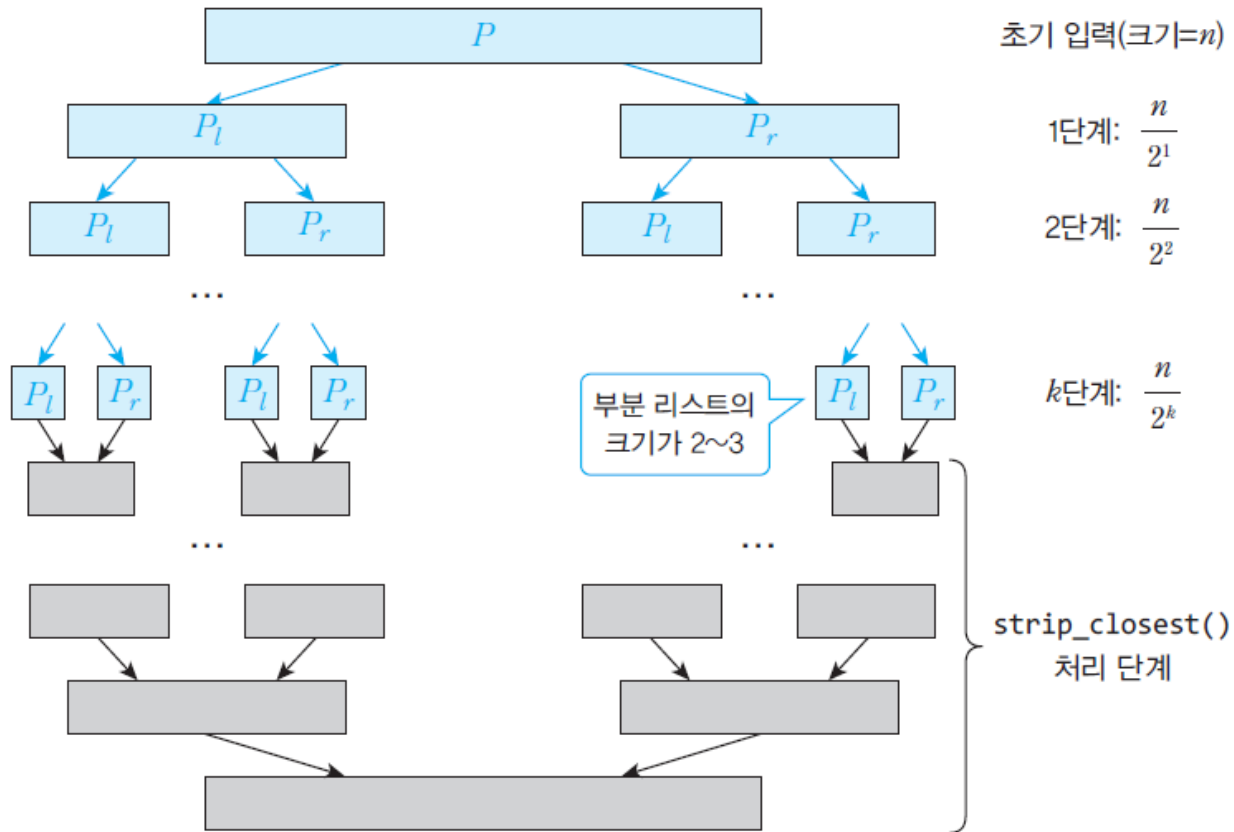 P 초기 입력(크기=n)
P_l P_r 1단계: n/2^1
P_l P_r P_l P_r 2단계: n/2^2
... ...
P_l P_r P_l P_r P_l P_r k단계: n/2^k
부분 리스트의
크기가 2~3
... ...
strip_closest()
처리 단계